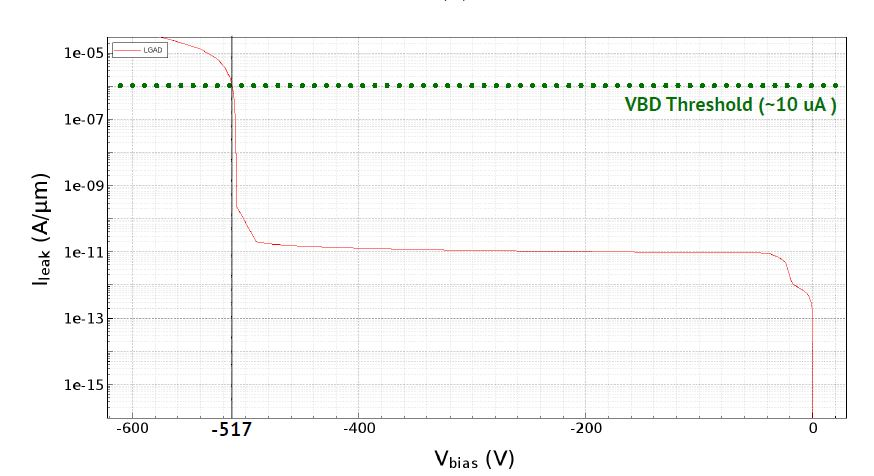 1e-05
LGAD
VBD Threshold (~10 uA )
1e-07
1e-09
1e-11
1e-13
1e-15
Ileak (A/μm)
-600
-517
-400
-200
0
Vbias (V)